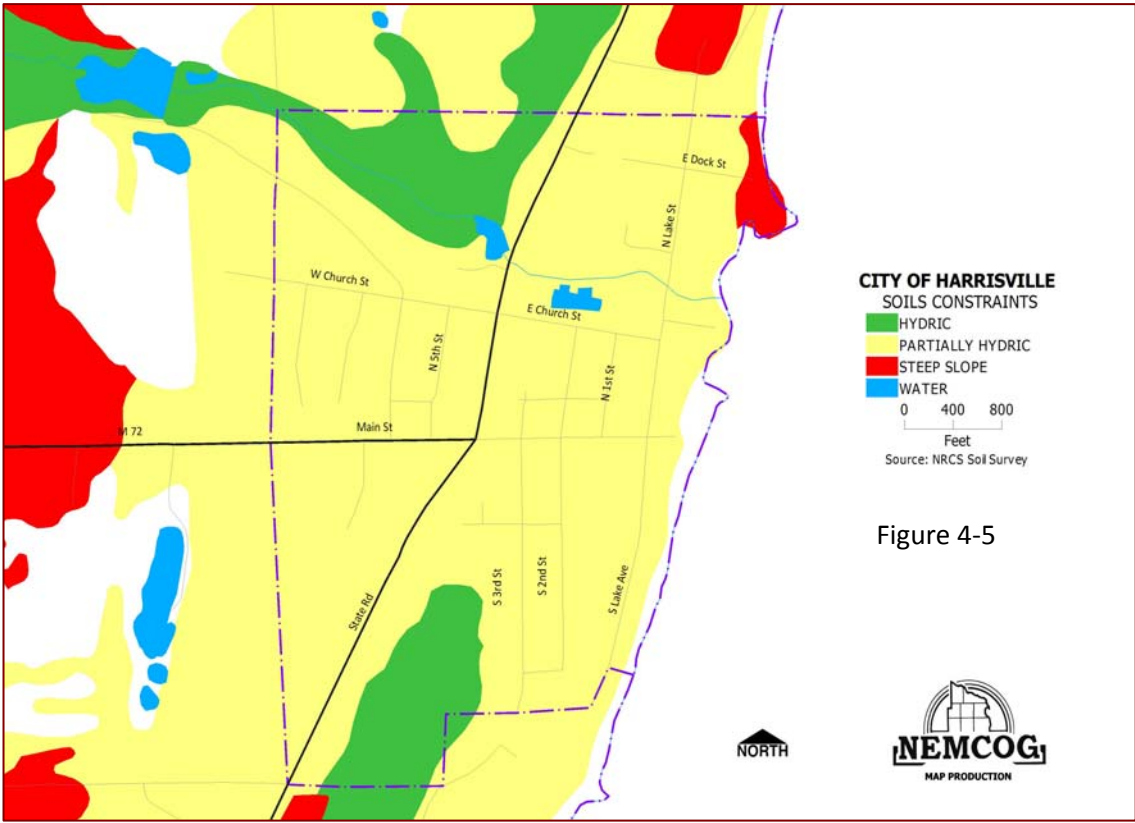 E Dock St
N Lake St
W Church St
E Church St
N 5th St
N 1st St
M 72
Main St
S 3rd St
S 2nd St
S Lake Ave
State Rd
CITY OF HARRISVILLE
SOILS CONSTRAINTS
HYDRIC
PARTIALLY HYDRIC
STEEP SLOPE
WATER
0 400 800
Feet
Source: NRCS Soil Survey
Figure 4-5
NORTH
NEMCOG
MAP PRODUCTION